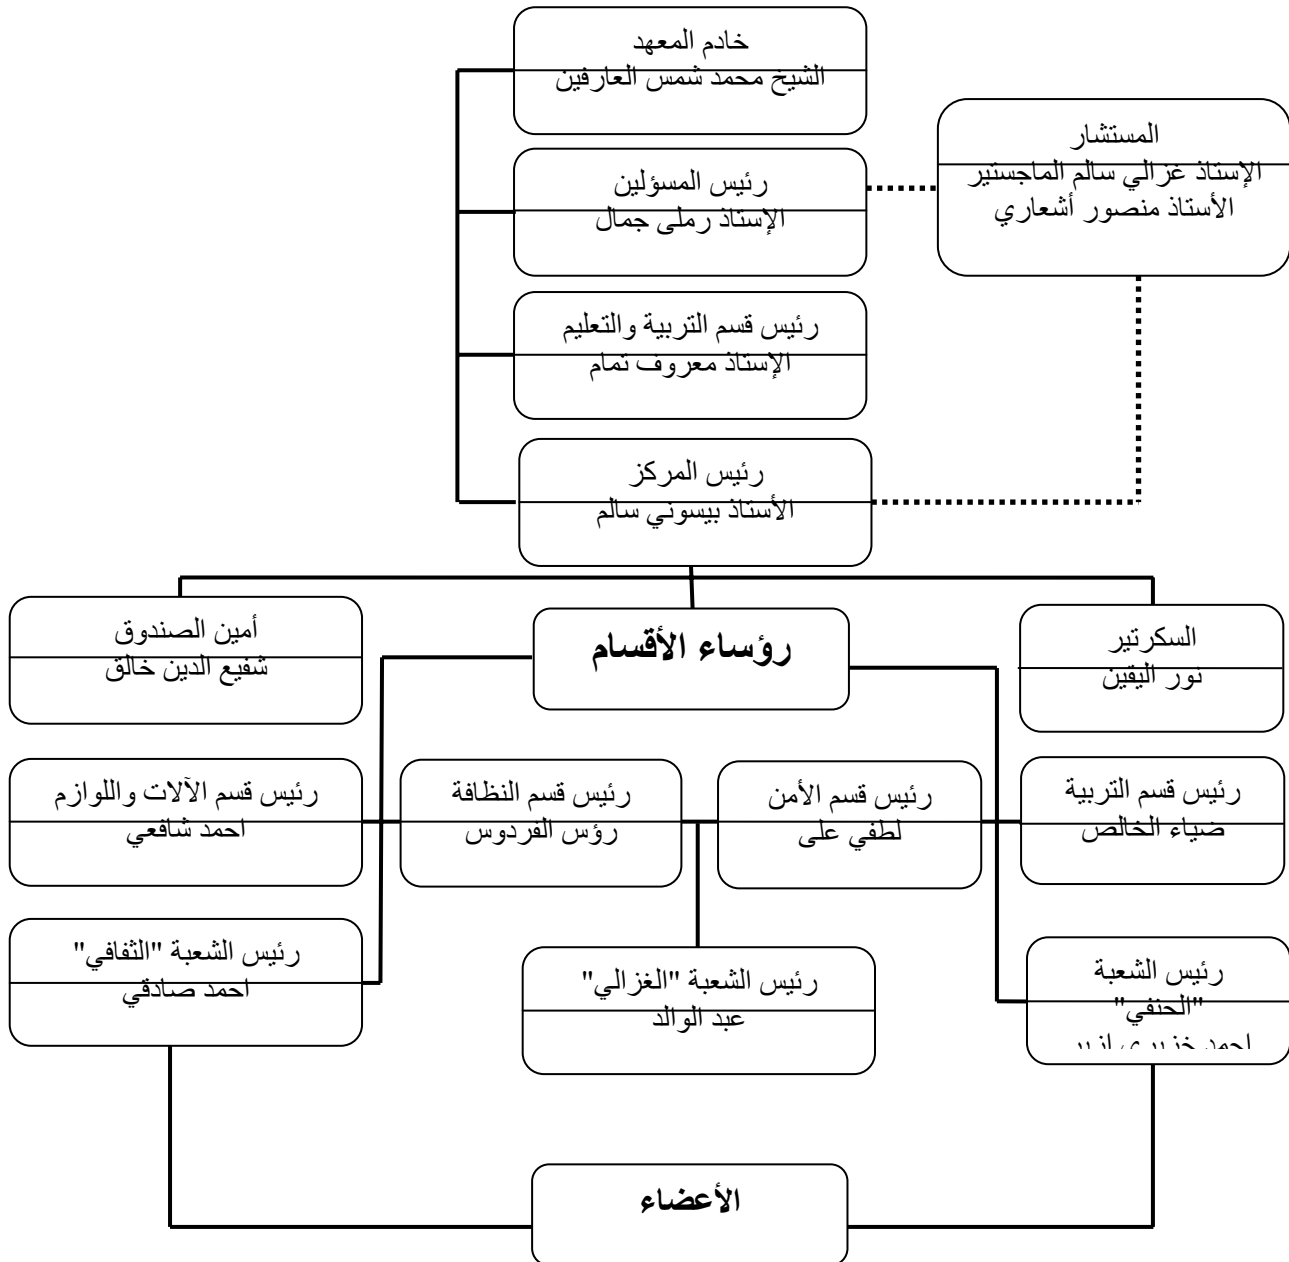 خادم المعهد
الشيخ محمد شمس العارفين
المستشار
الإستاذ غزالي سالم الماجستير
الأستاذ منصور أشعاري
رئيس المسؤلين
الإستاذ رملى جمال
رئيس قسم التربية والتعليم
الإستاذ معروف تمام
رئيس المركز
الأستاذ بيسوني سالم
السكرتير
نور اليقين
رؤساء الأقسام
أمين الصندوق
شفيع الدين خالق
رئيس قسم التربية
ضياء الخالص
رئيس قسم الأمن
لطفي على
رئيس قسم النظافة
رؤس الفردوس
رئيس قسم الآلات واللوازم
احمد شافعي
رئيس الشعبة
"الحنفي"
احمد
رئيس الشعبة "الغزالي"
عبد الوالد
رئيس الشعبة "الثفافي"
احمد صادقي
الأعضاء